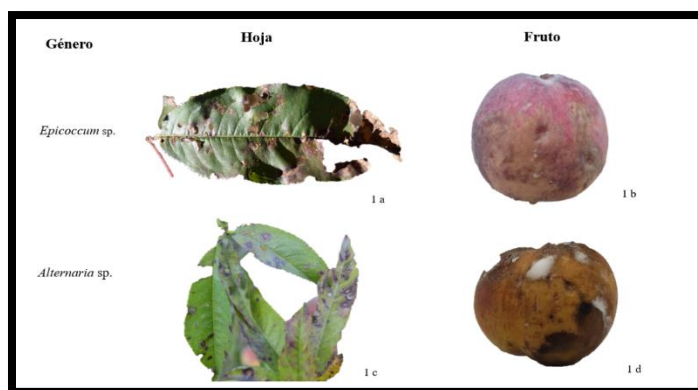 Género
Hoja
Fruto
Epicoccum sp.
1 a
1 b
Alternaria sp.
1 c
1 d